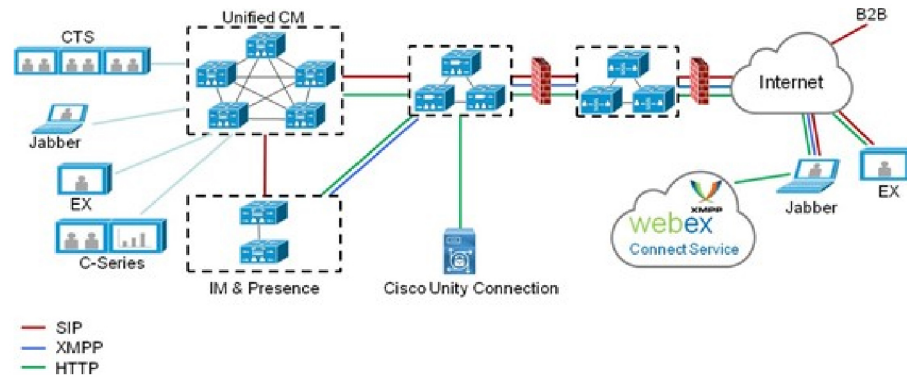 Unified CM
B2B
CTS
Internet
Jabber
EX
XMPP
webex
Connect Service
Jabber
EX
C-Series
IM & Presence
Cisco Unity Connection
SIP
XMPP
HTTP